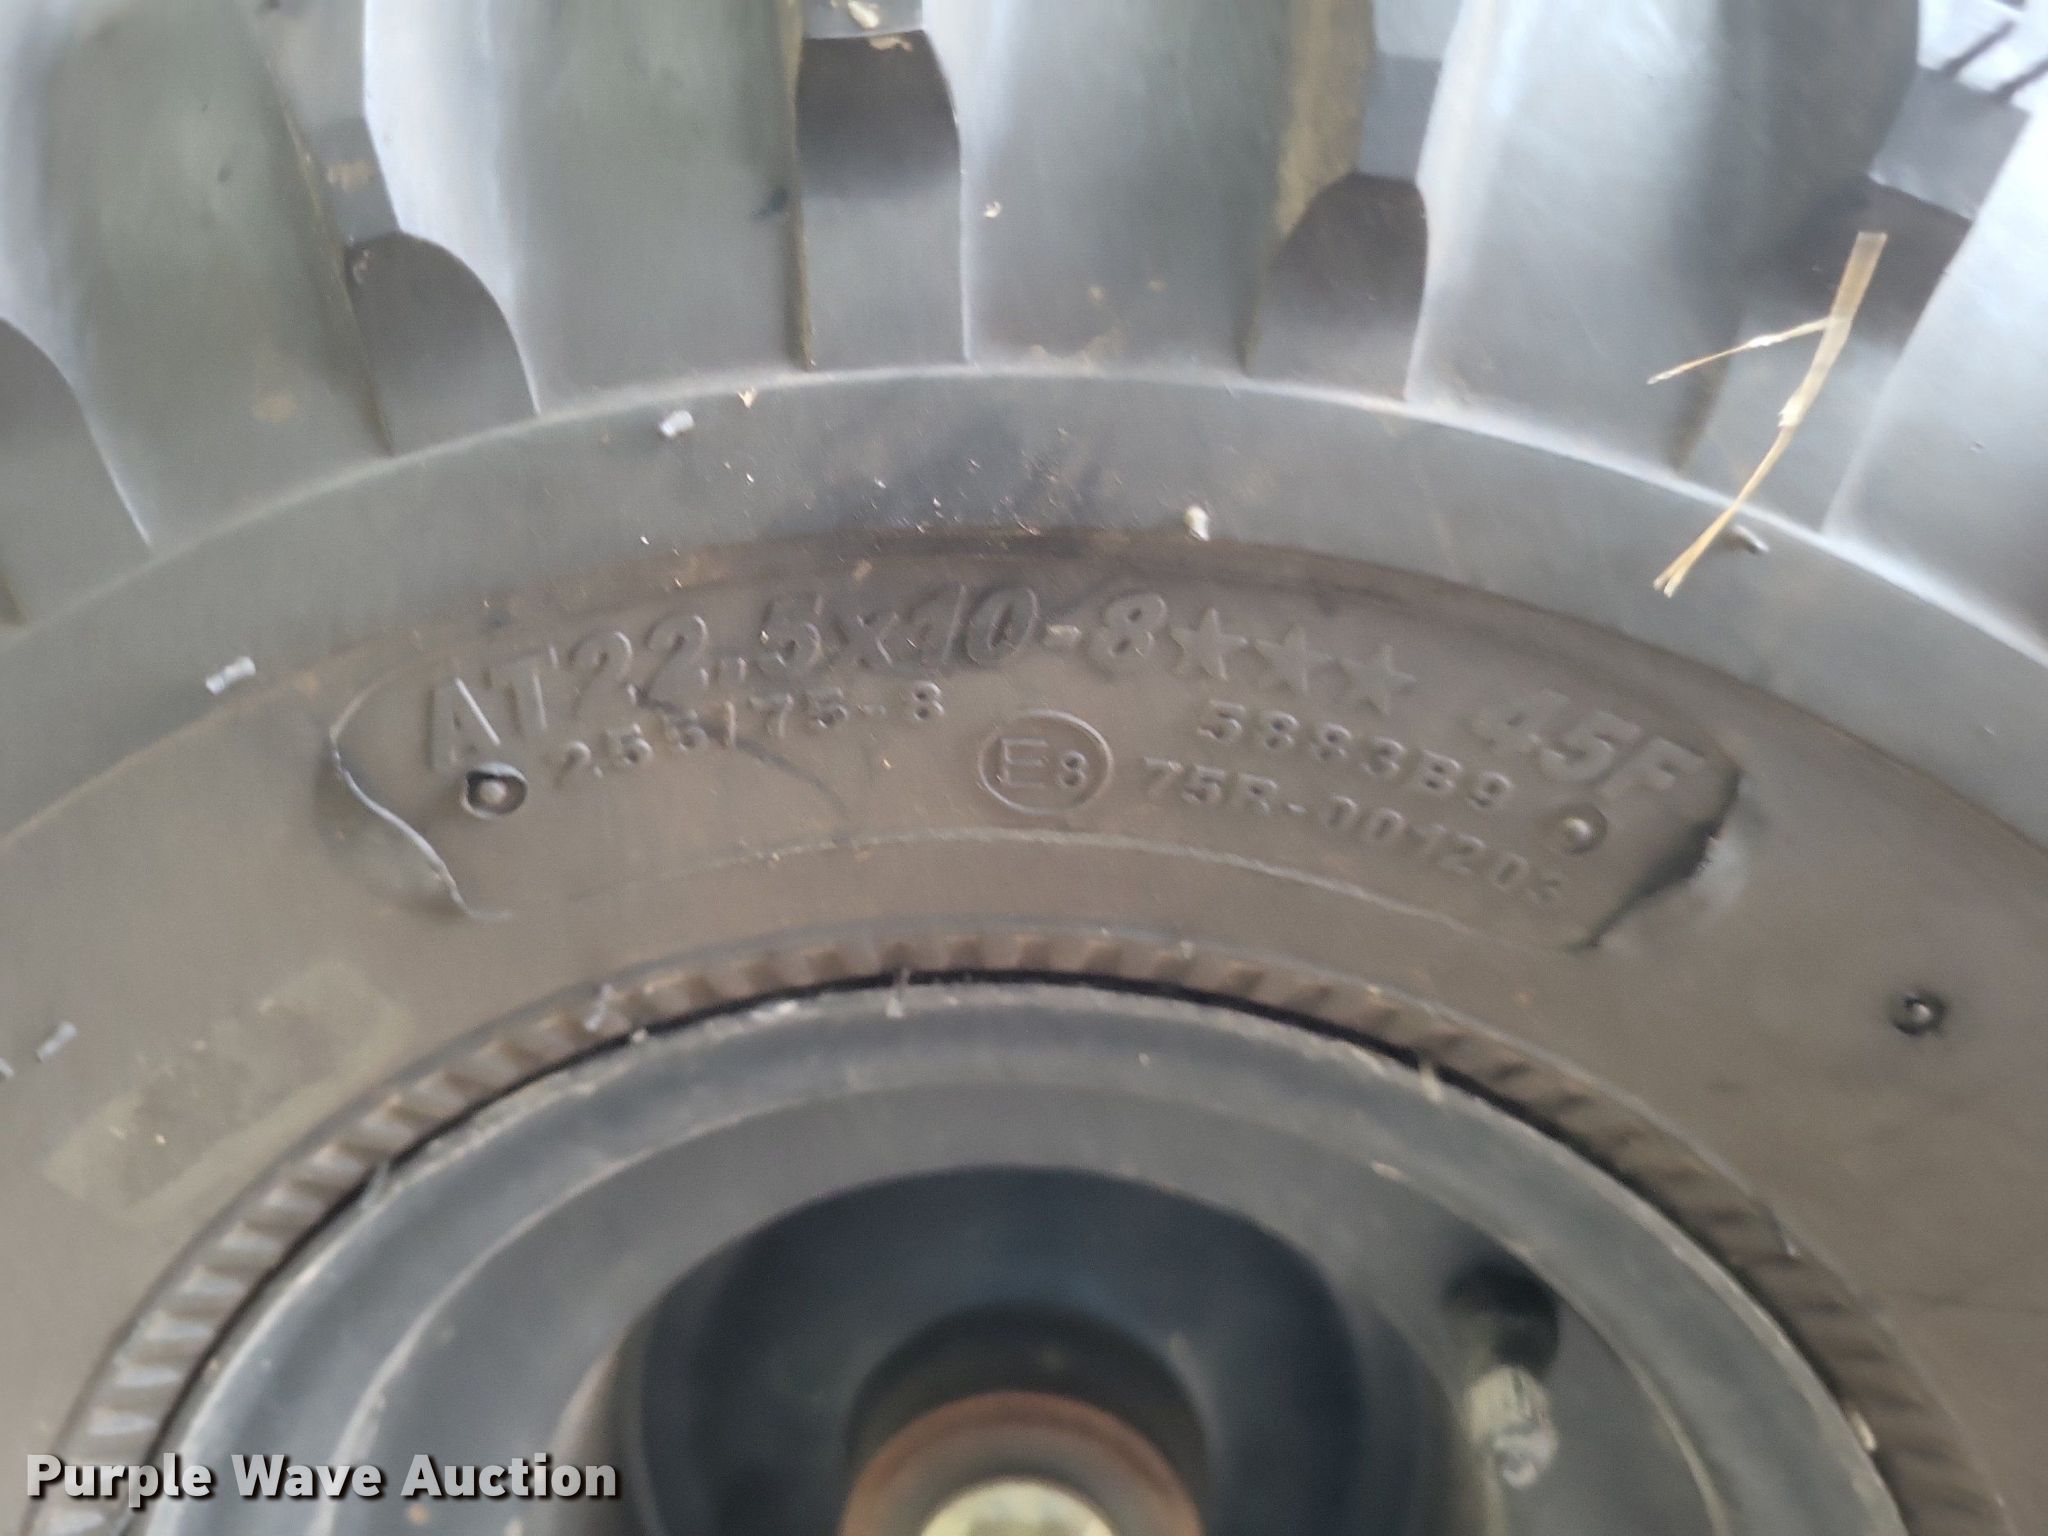 AT22.5x10-8★★★ 45F
255/75-8 5883B9
E8 75R-001203
Purple Wave Auction